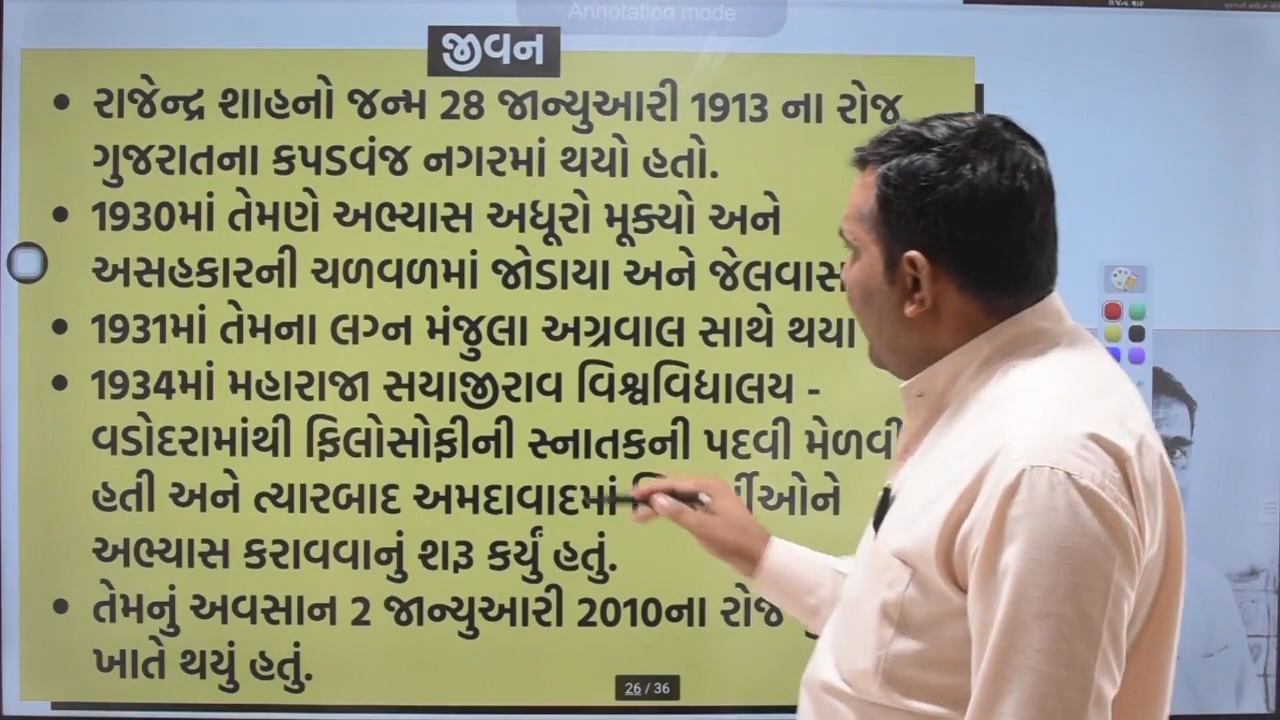 Annotation mode
જીવન
• રાજેન્દ્ર શાહનો જન્મ 28 જાન્યુઆરી 1913 ના રોજ
ગુજરાતના કપડવંજ નગરમાં થયો હતો.
• 1930માં તેમણે અભ્યાસ અધૂરો મૂક્યો અને
અસહકારની ચળવળમાં જોડાયા અને જેલવાસ
• 1931માં તેમના લગ્ન મંજુલા અગ્રવાલ સાથે થયા
• 1934માં મહારાજા સયાજીરાવ વિશ્વવિધાલય -
વડોદરામાંથી ફિલોસોફીની સ્નાતકની પદવી મેળવી
હતી અને ત્યારબાદ અમદાવાદમાં
અભ્યાસ કરાવવાનું શરૂ કર્યું હતું.
• તેમનું અવસાન 2 જાન્યુઆરી 2010ના રોજ
ખાતે થયું હતું.
26 / 36